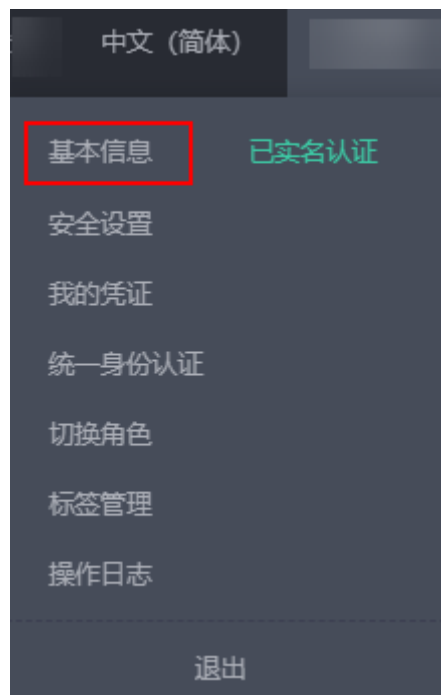 中文（简体）
基本信息 已实名认证
安全设置
我的凭证
统一身份认证
切换角色
标签管理
操作日志
退出